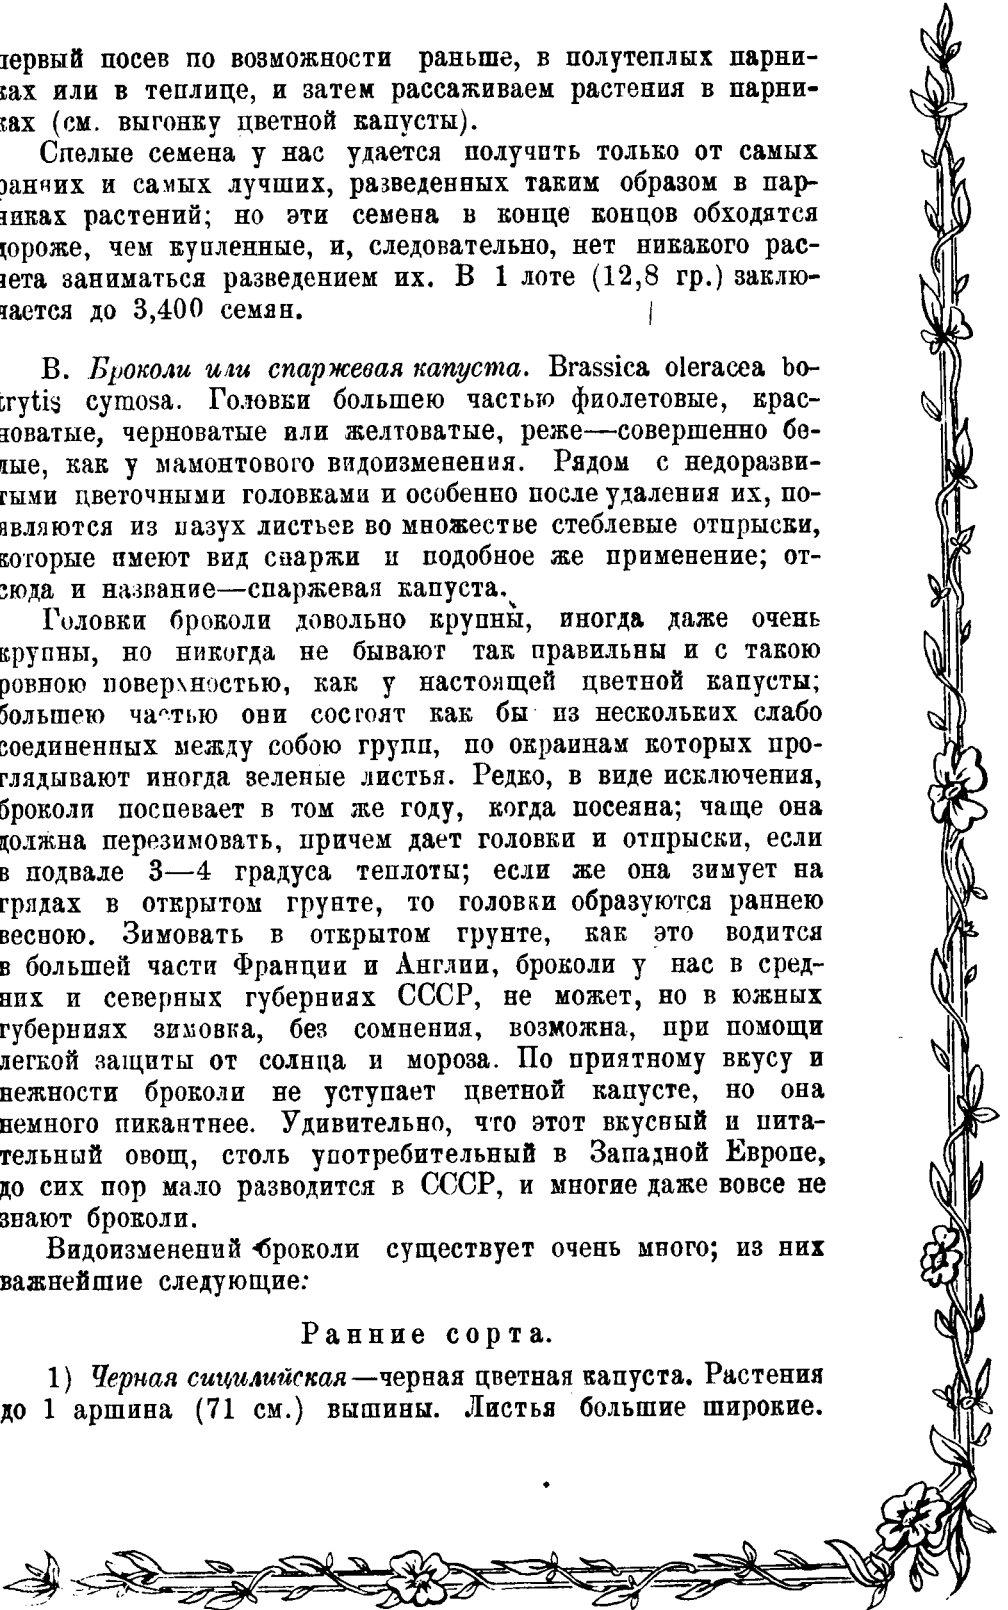 первый посев по возможности раньше, в полутеплых парни-
ках или в теплице, и затем рассаживаем растения в парни-
ках (см. выгонку цветной капусты).
Спелые семена у нас удается получить только от самых
ранних и самых лучших, разведенных таким образом в пар-
никах растений; но эти семена в конце концов обходятся
дороже, чем купленные, и, следовательно, нет никакого рас-
чета заниматься разведением их. В 1 лоте (12,8 гр.) заклю-
чается до 3,400 семян.
В. Броколи или спаржевая капуста. Brassica oleracea bo-
trytis cymosa. Головки большею частью фиолетовые, крас-
новатые, черноватые или желтоватые, реже—совершенно бе-
лые, как у мамонтового видоизменения. Рядом с недоразви-
тыми цветочными головками и особенно после удаления их, по-
являются из пазух листьев во множестве стеблевые отпрыски,
которые имеют вид спаржи и подобное же применение; от-
сюда и название—спаржевая капуста.
Головки броколи довольно крупны, иногда даже очень
крупны, но никогда не бывают так правильны и с такою
ровною поверхностью, как у настоящей цветной капусты;
большею частью они состоят как бы из нескольких слабо
соединенных между собою групп, по окраинам которых про-
глядывают иногда зеленые листья. Редко, в виде исключения,
броколи поспевает в том же году, когда посеяна; чаще она
должна перезимовать, причем дает головки и отпрыски, если
в подвале 3—4 градуса теплоты; если же она зимует на
грядах в открытом грунте, то головки образуются раннею
весною. Зимовать в открытом грунте, как это водится
в большей части Франции и Англии, броколи у нас в сред-
них и северных губерниях СССР, не может, но в южных
губерниях зимовка, без сомнения, возможна, при помощи
легкой защиты от солнца и мороза. По приятному вкусу и
нежности броколи не уступает цветной капусте, но она
немного пикантнее. Удивительно, что этот вкусный и пита-
тельный овощ, столь употребительный в Западной Европе,
до сих пор мало разводится в СССР, и многие даже вовсе не
знают броколи.
Видоизменений броколи существует очень много; из них
важнейшие следующие:
Ранние сорта.
1) Черная сицилийская—черная цветная капуста. Растения
до 1 аршина (71 см.) вышины. Листья большие широкие.